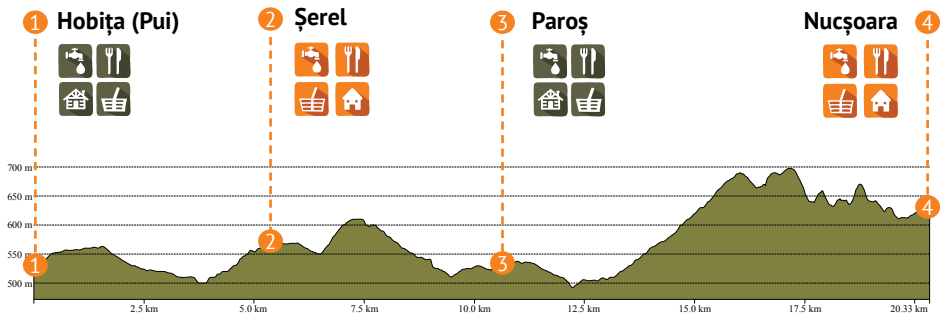 1 Hobița (Pui)
2 Șerel
3 Paroș
Nucșoara 4
700 m
650 m
600 m
550 m
500 m
1
2
3
4
2.5 km 5.0 km 7.5 km 10.0 km 12.5 km 15.0 km 17.5 km 20.33 km